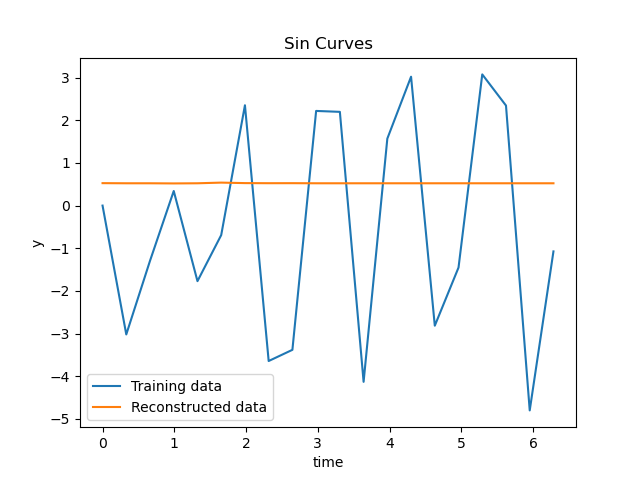 Sin Curves
y
3
2
1
0
−1
−2
−3
−4
−5
Training data
Reconstructed data
0 1 2 3 4 5 6
time